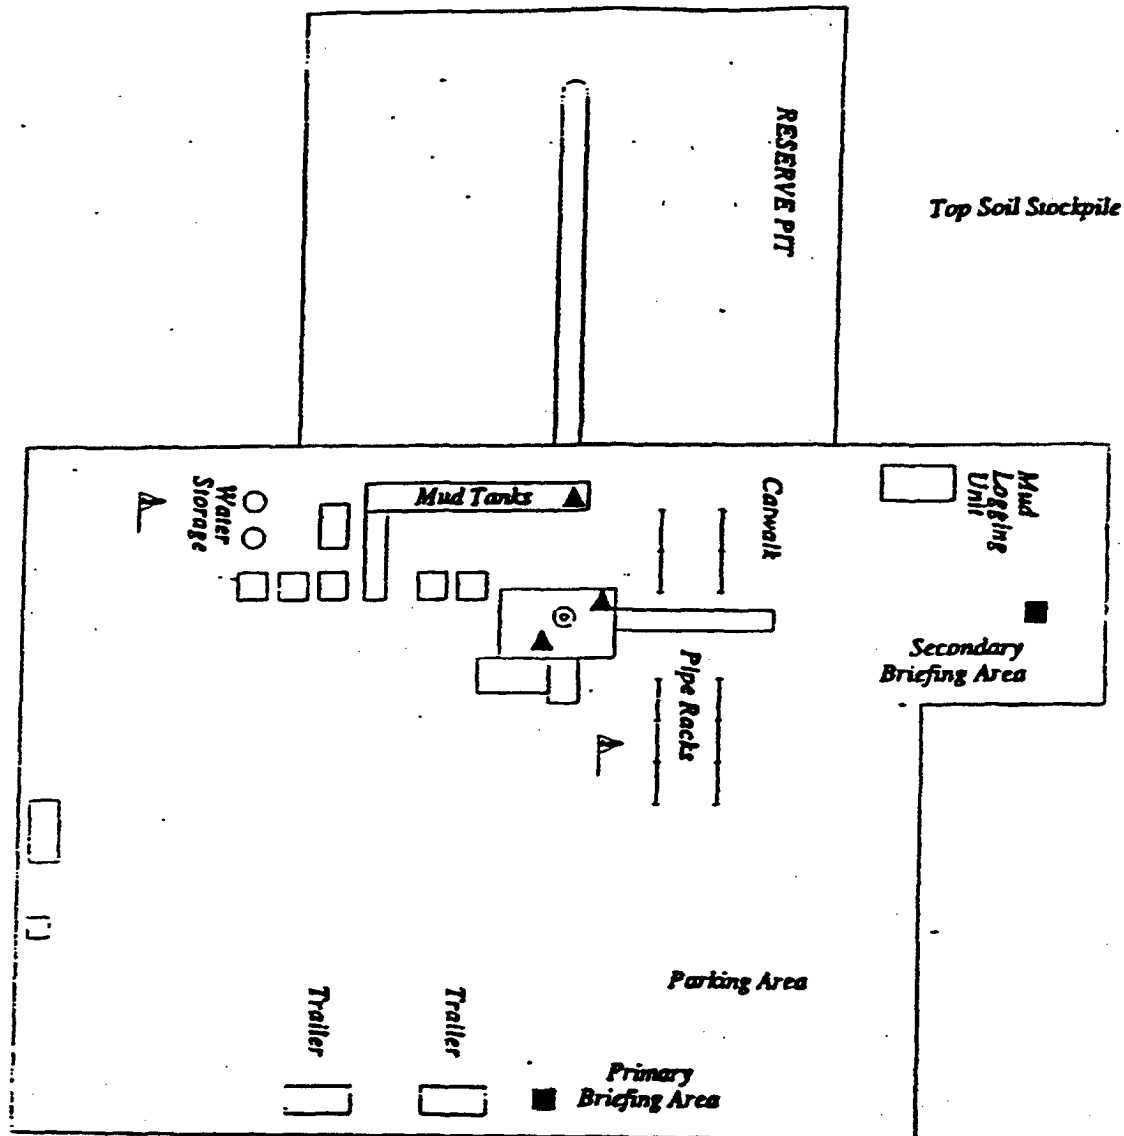 RESERVE PIT
Top Soil Stockpile
Water
Storage
Mud Tanks
Catwalk
Mud
Logging
Unit
Secondary
Briefing Area
Pipe Racks
Parking Area
Trailer
Trailer
Primary
Briefing Area